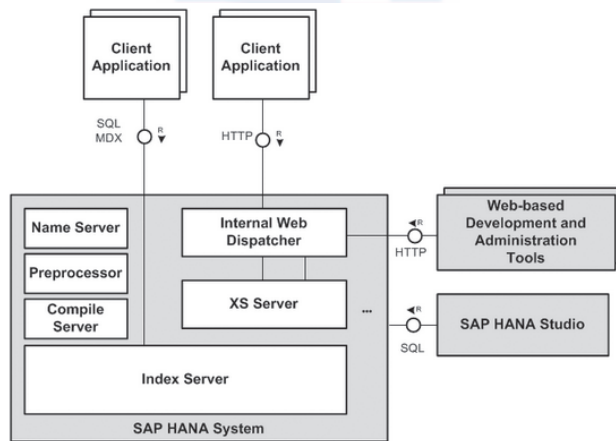 Client
Application
Client
Application
SQL
MDX
R
HTTP
R
Name Server
Preprocessor
Compile
Server
Internal Web
Dispatcher
XS Server
...
Index Server
SAP HANA System
R
HTTP
Web-based
Development and
Administration
Tools
R
SQL
SAP HANA Studio